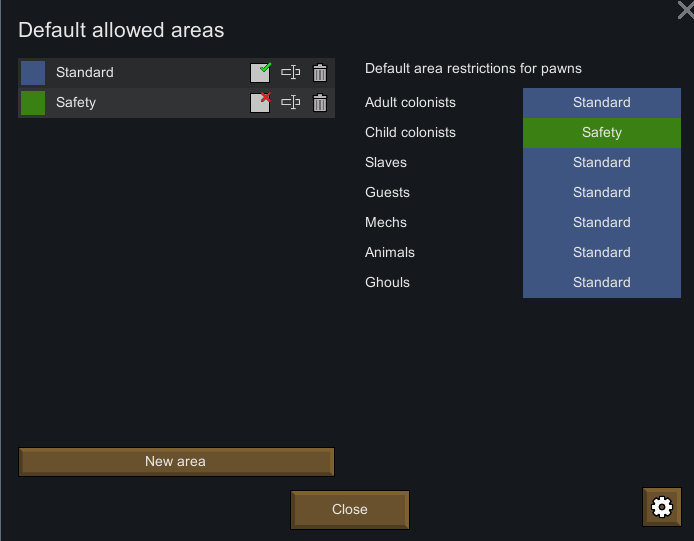 Default allowed areas
Standard
Safety
New area
Default area restrictions for pawns
Adult colonists Standard
Child colonists Safety
Slaves Standard
Guests Standard
Mechs Standard
Animals Standard
Ghouls Standard
Close